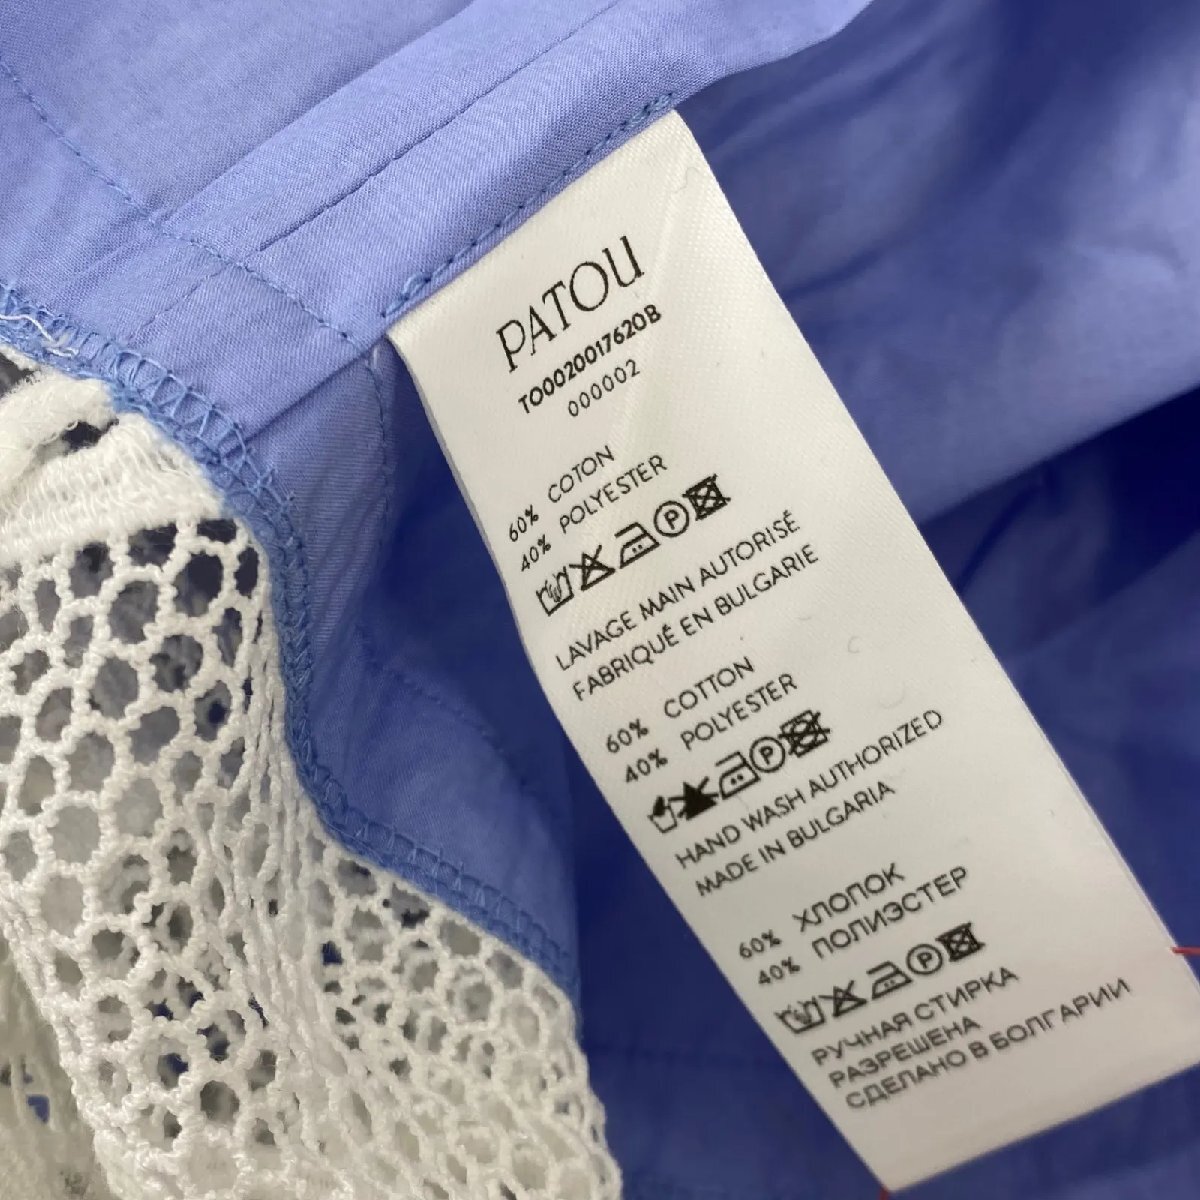 PATOU
TO0020017620B
000002
60% COTON
40% POLYESTER
P
LAVAGE MAIN AUTORISÉ
FABRIQUÉ EN BULGARIE
60% COTTON
40% POLYESTER
P
HAND WASH AUTHORIZED
MADE IN BULGARIA
60% ХЛОПОК
40% ПОЛИЭСТЕР
P
РУЧНАЯ СТИРКА
РАЗРЕШЕНА
СДЕЛАНО В БОЛГАРИИ